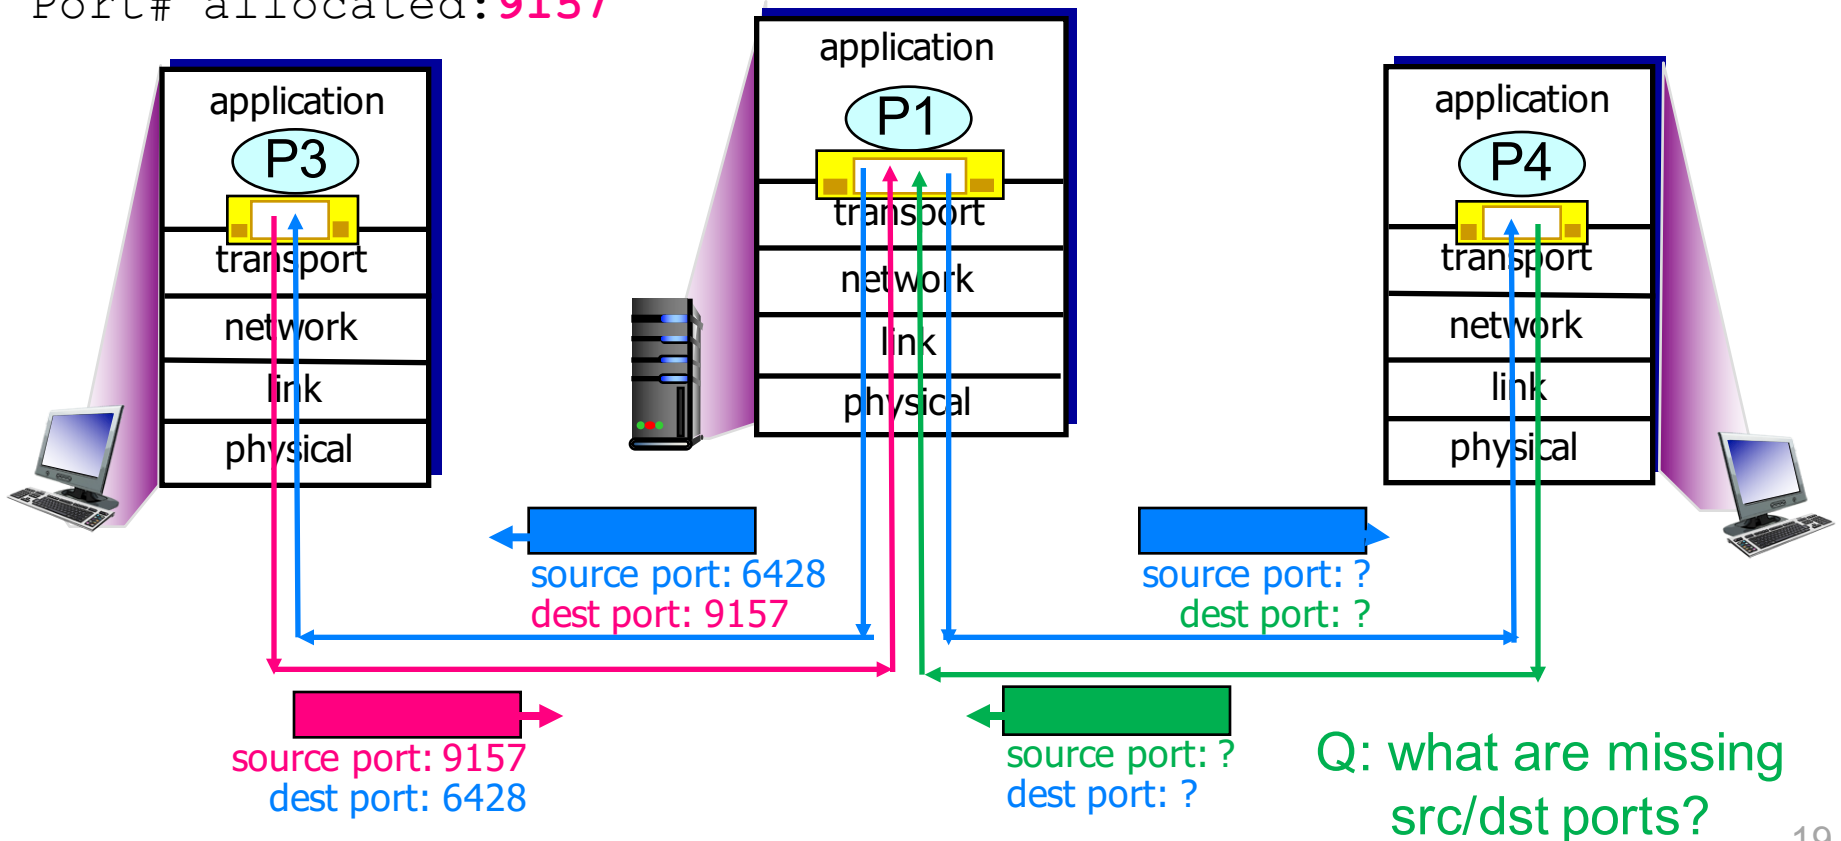 Port# allocated:9157
application
P3
transport
network
link
physical
application
P1
transport
network
link
physical
application
P4
transport
network
link
physical
source port: 6428
dest port: 9157
source port: ?
dest port: ?
source port: 9157
dest port: 6428
source port: ?
dest port: ?
Q: what are missing
src/dst ports?
19